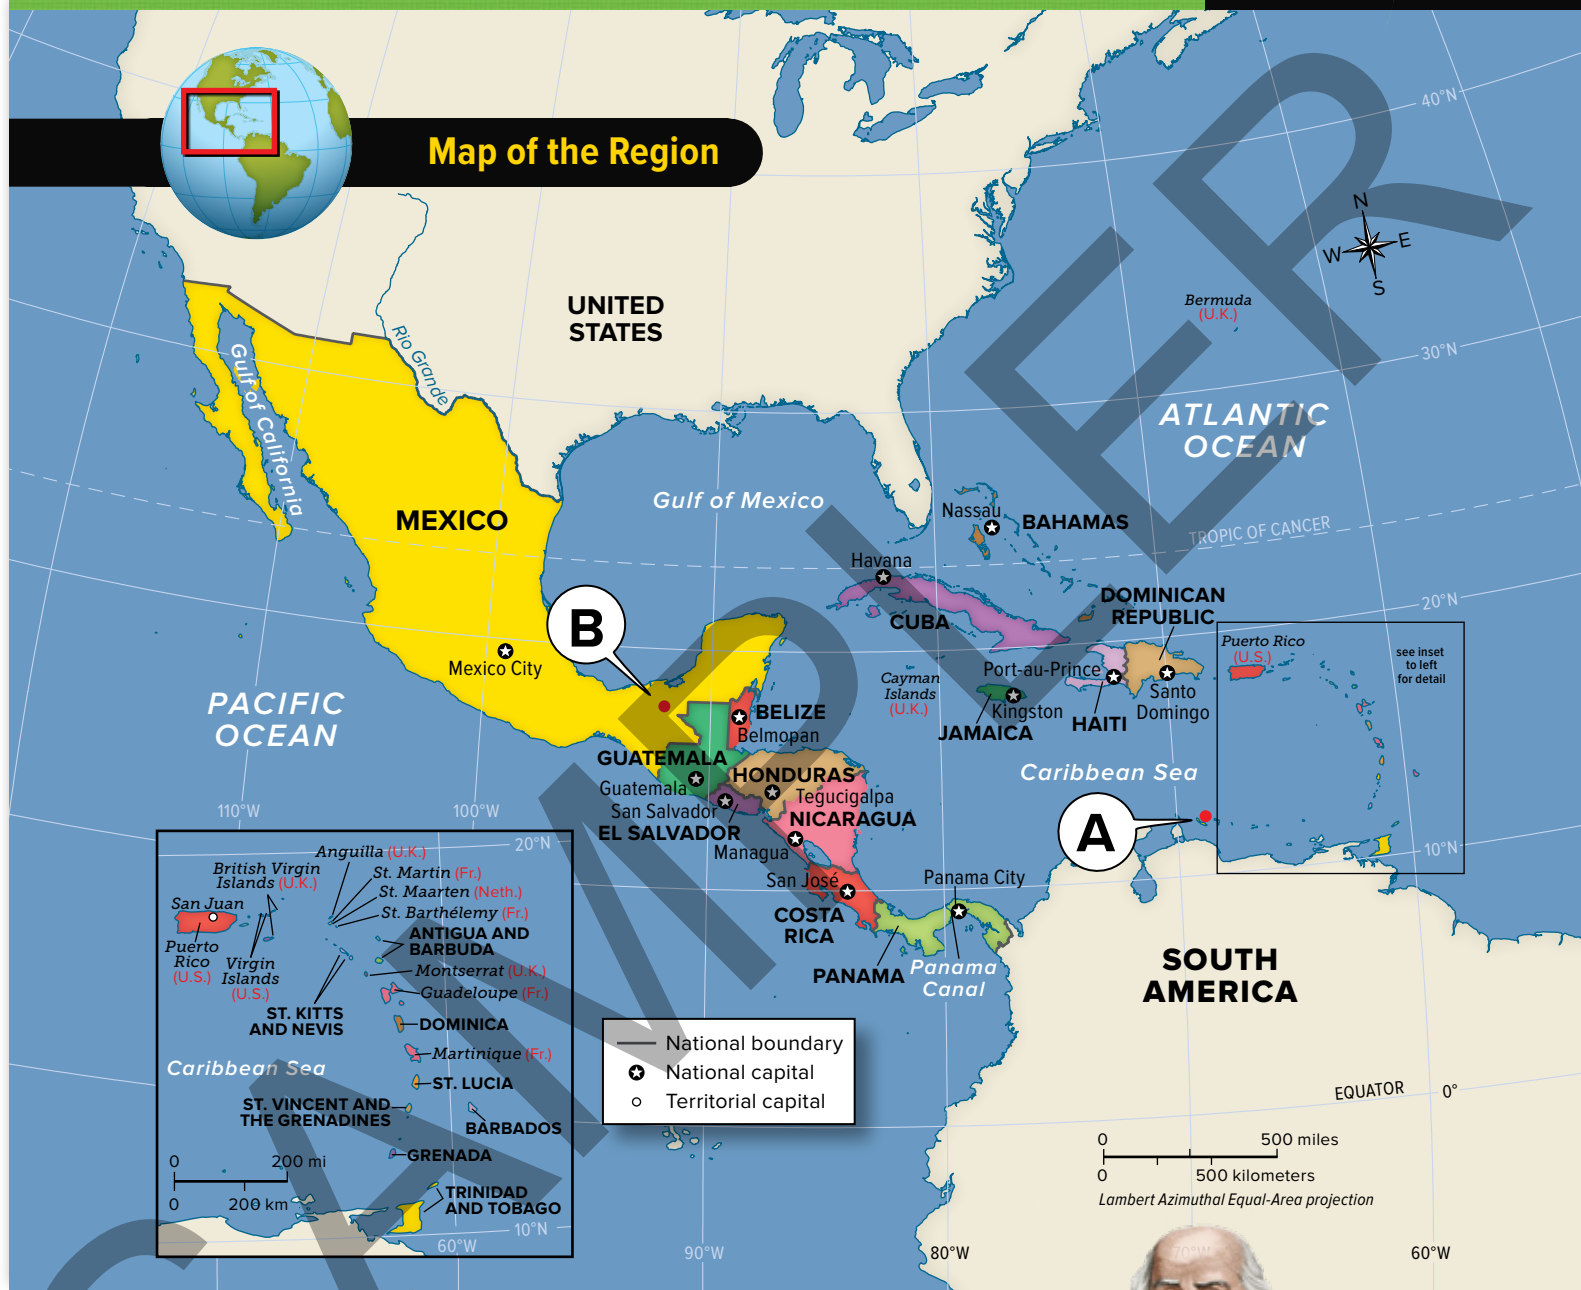 Map of the Region
40°N
N
W
E
S
UNITED
STATES
Bermuda
(U.K.)
Rio Grande
30°N
Gulf of California
ATLANTIC
OCEAN
Gulf of Mexico
MEXICO
Nassau
BAHAMAS
TROPIC OF CANCER
Havana
CUBA
DOMINICAN
REPUBLIC
20°N
B
Mexico City
Puerto Rico
(U.S.)
see inset
to left
for detail
Port-au-Prince
Cayman
Islands
(U.K.)
Santo
Domingo
Kingston
HAITI
JAMAICA
PACIFIC
OCEAN
BELIZE
Belmopan
GUATEMALA
Guatemala
HONDURAS
Tegucigalpa
Caribbean Sea
San Salvador
EL SALVADOR
NICARAGUA
Managua
110°W
100°W
A
10°N
San José
COSTA
RICA
Panama City
PANAMA
Panama
Canal
SOUTH
AMERICA
20°N
Anguilla (U.K.)
British Virgin
Islands (U.K.)
St. Martin (Fr.)
St. Maarten (Neth.)
St. Barthélemy (Fr.)
San Juan
Puerto
Rico
(U.S.)
Virgin
Islands
(U.S.)
ANTIGUA AND
BARBUDA
Montserrat (U.K.)
Guadeloupe (Fr.)
ST. KITTS
AND NEVIS
DOMINICA
Martinique (Fr.)
Caribbean Sea
ST. LUCIA
ST. VINCENT AND
THE GRENADINES
BARBADOS
GRENADA
0 200 mi
0 200 km
TRINIDAD
AND TOBAGO
10°N
60°W
National boundary
National capital
Territorial capital
EQUATOR
0°
0 500 miles
0 500 kilometers
Lambert Azimuthal Equal-Area projection
90°W
80°W
70°W
60°W
SAMPLER